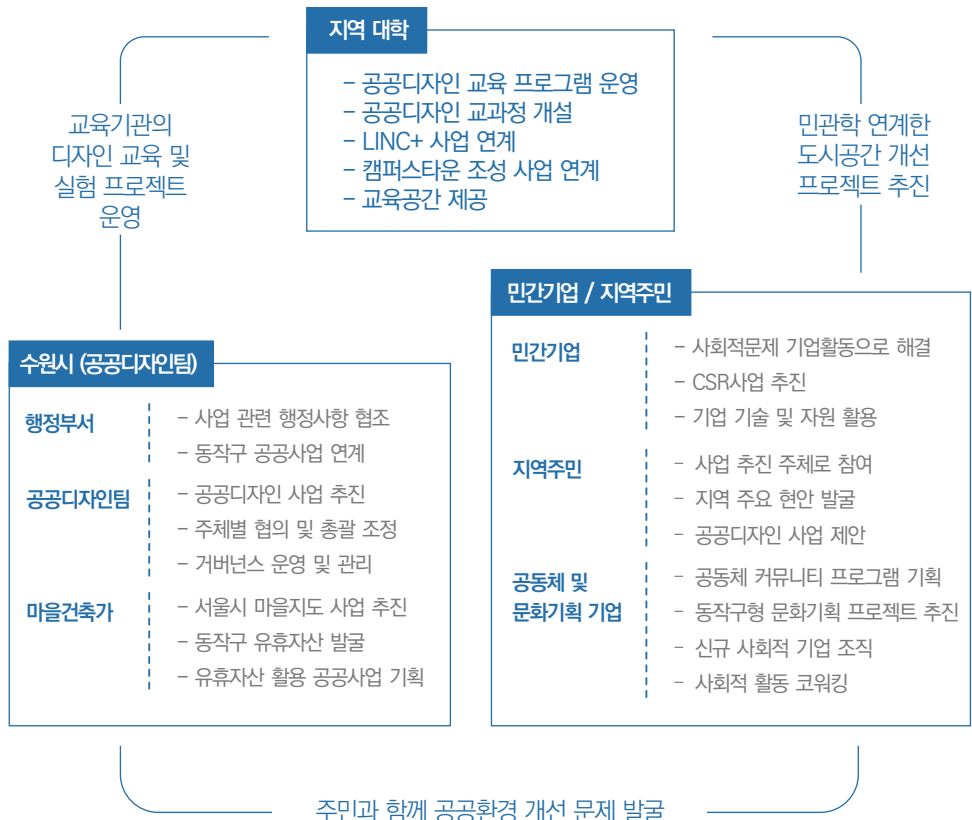 지역 대학
– 공공디자인 교육 프로그램 운영
– 공공디자인 교과정 개설
– LINC+ 사업 연계
– 캠퍼스타운 조성 사업 연계
– 교육공간 제공
교육기관의
디자인 교육 및
실험 프로젝트
운영
민관학 연계한
도시공간 개선
프로젝트 추진
수원시 (공공디자인팀)
행정부서
– 사업 관련 행정사항 협조
– 동작구 공공사업 연계
공공디자인팀
– 공공디자인 사업 추진
– 주체별 협의 및 총괄 조정
– 거버넌스 운영 및 관리
마을건축가
– 서울시 마을지도 사업 추진
– 동작구 유휴자산 발굴
– 유휴자산 활용 공공사업 기획
민간기업 / 지역주민
민간기업
– 사회적문제 기업활동으로 해결
– CSR사업 추진
– 기업 기술 및 자원 활용
지역주민
– 사업 추진 주체로 참여
– 지역 주요 현안 발굴
– 공공디자인 사업 제안
공동체 및
문화기획 기업
– 공동체 커뮤니티 프로그램 기획
– 동작구형 문화기획 프로젝트 추진
– 신규 사회적 기업 조직
– 사회적 활동 코워킹
주민과 함께 공공환경 개선 문제 발굴